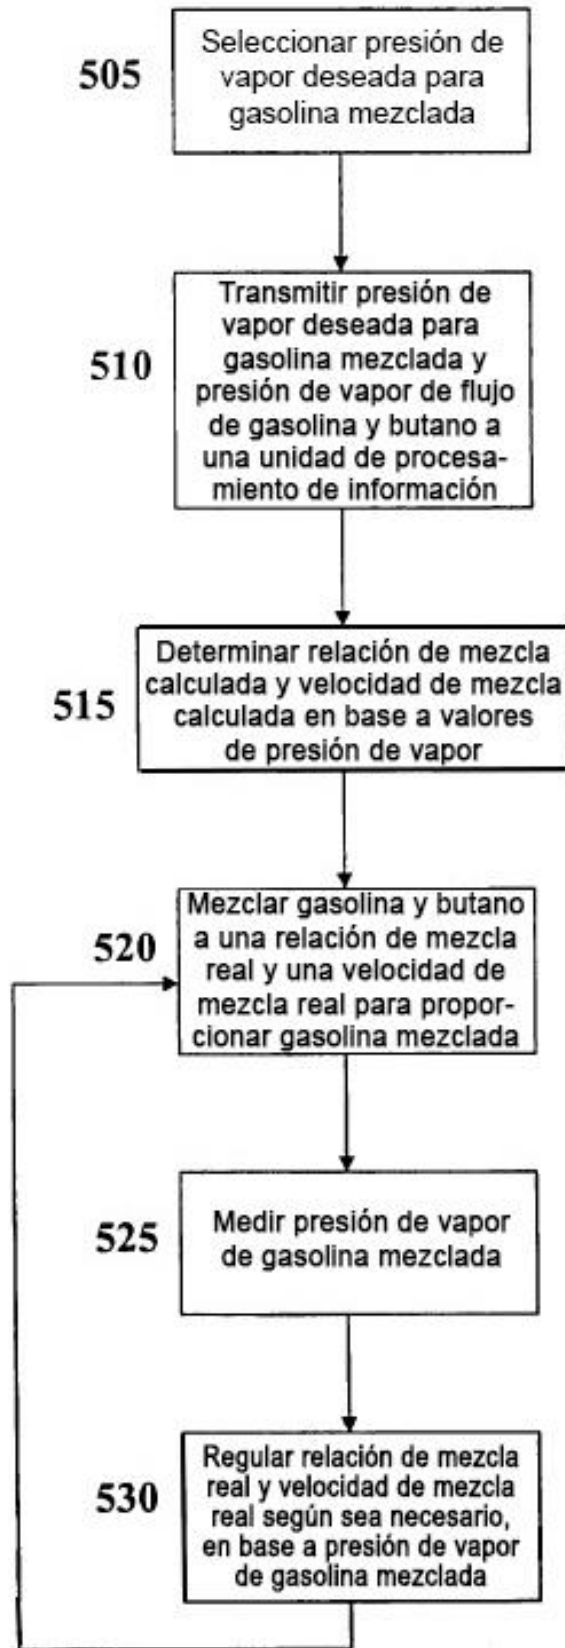 505
Seleccionar presión de
vapor deseada para
gasolina mezclada
510
Transmitir presión de
vapor deseada para
gasolina mezclada y
presión de vapor de flujo
de gasolina y butano a
una unidad de procesa-
miento de información
515
Determinar relación de mezcla
calculada y velocidad de mezcla
calculada en base a valores
de presión de vapor
520
Mezclar gasolina y butano
a una relación de mezcla
real y una velocidad de
mezcla real para propor-
cionar gasolina mezclada
525
Medir presión de vapor
de gasolina mezclada
530
Regular relación de mezcla
real y velocidad de mezcla
real según sea necesario,
en base a presión de vapor
de gasolina mezclada